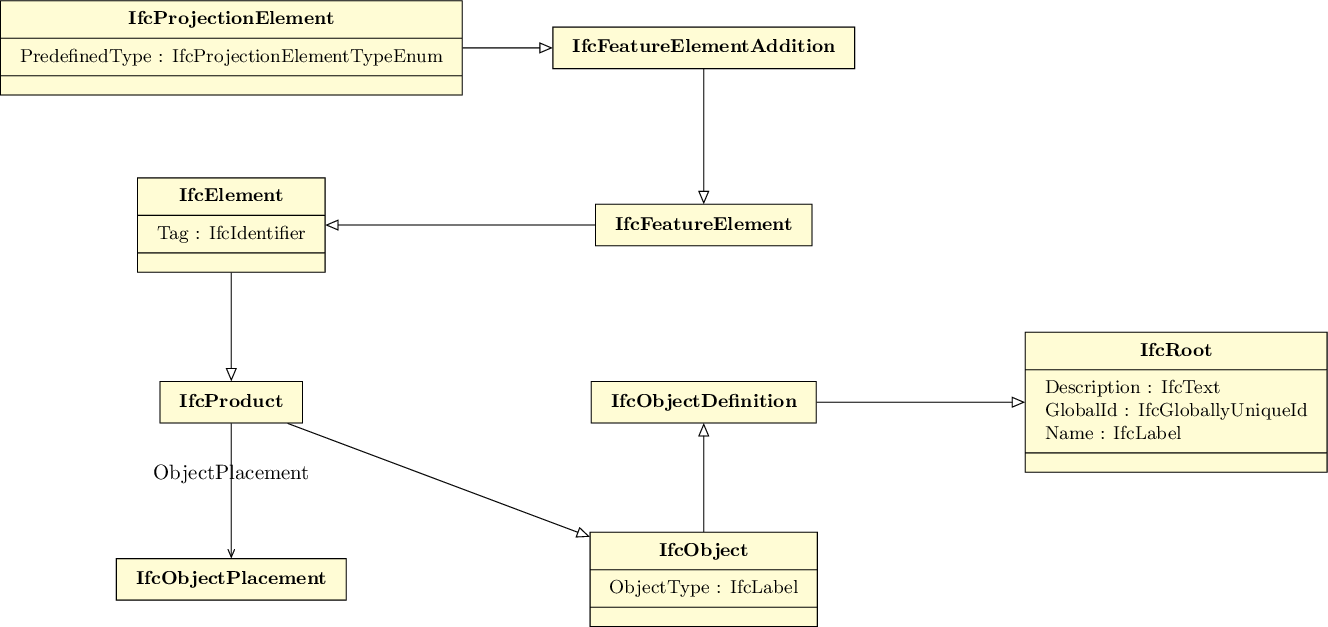 IfcProjectionElement
PredefinedType : IfcProjectionElementTypeEnum
IfcFeatureElementAddition
IfcElement
Tag : IfcIdentifier
IfcFeatureElement
IfcProduct
IfcObjectDefinition
IfcRoot
Description : IfcText
GlobalId : IfcGloballyUniqueId
Name : IfcLabel
ObjectPlacement
IfcObjectPlacement
IfcObject
ObjectType : IfcLabel